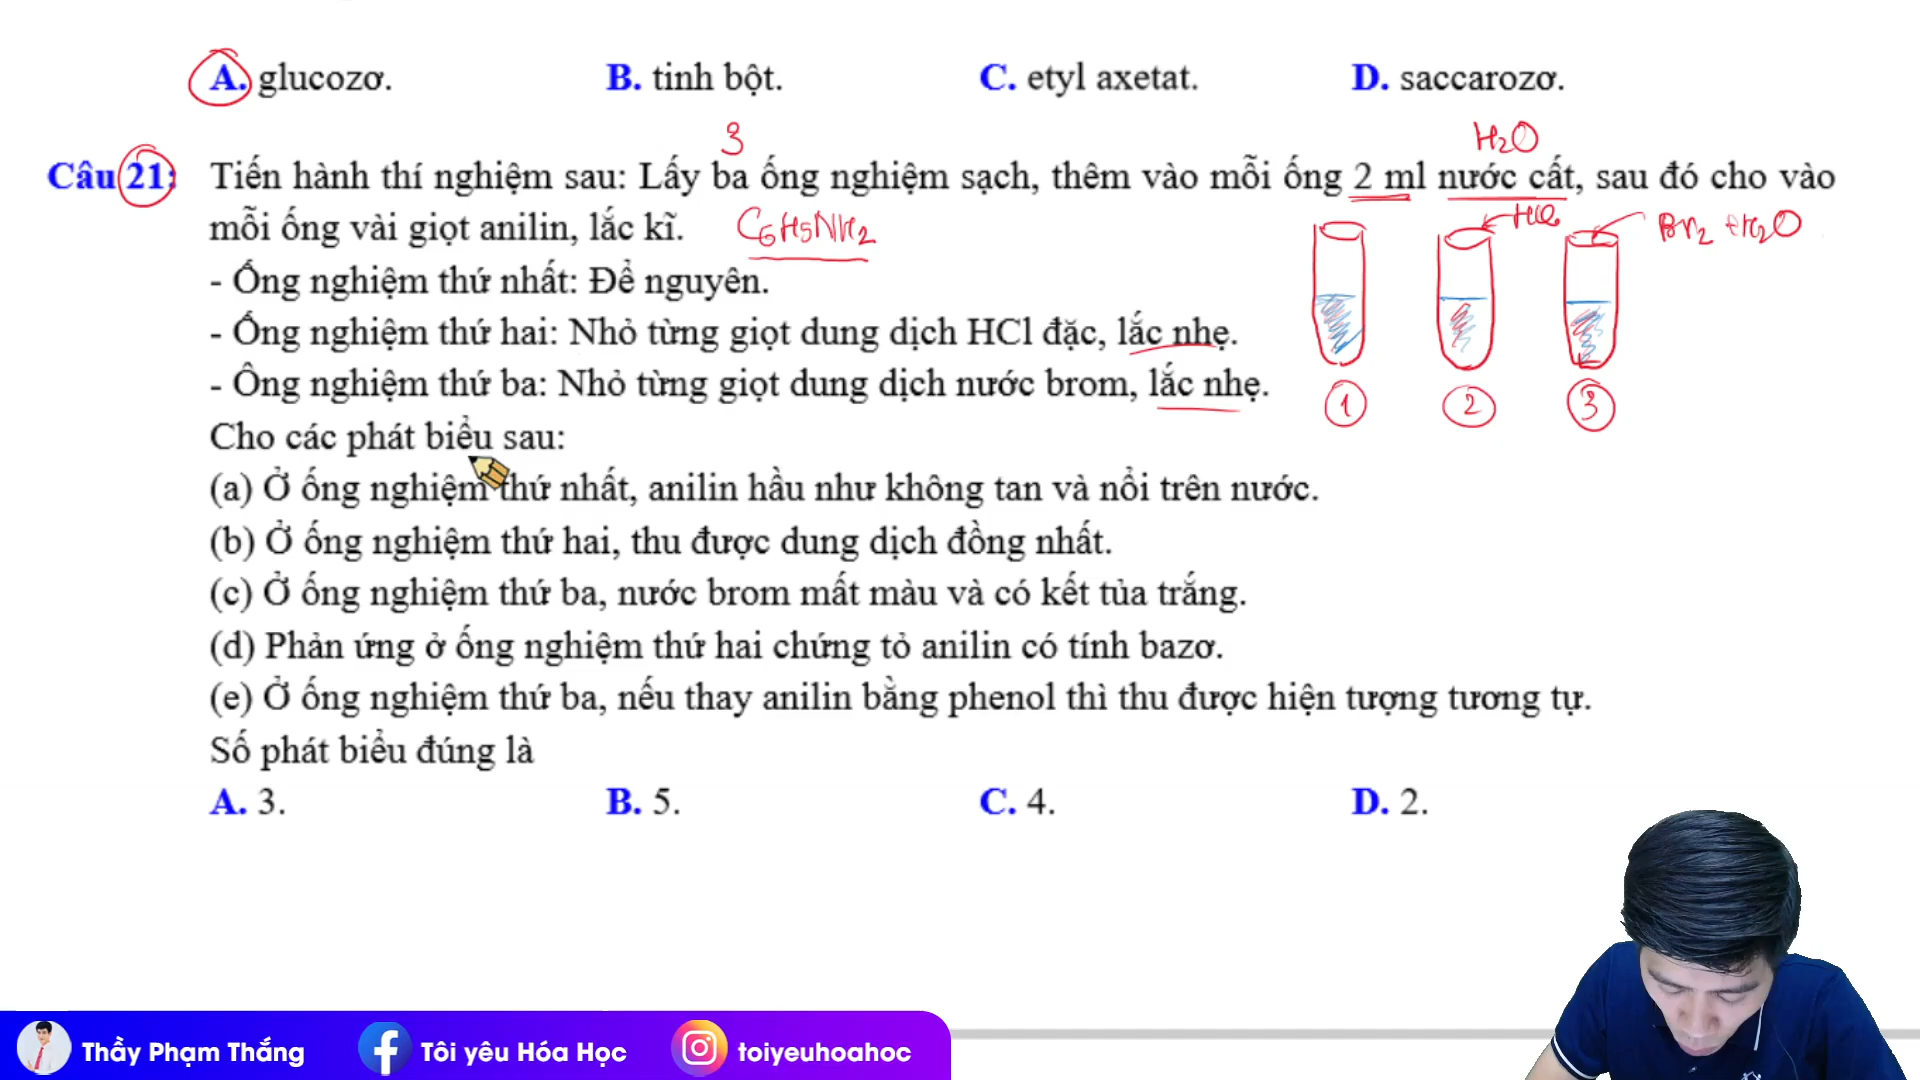 A. glucozơ. B. tinh bột. C. etyl axetat. D. saccarozơ.
3 H₂O
Câu 21: Tiến hành thí nghiệm sau: Lấy ba ống nghiệm sạch, thêm vào mỗi ống 2 ml nước cất, sau đó cho vào
mỗi ống vài giọt anilin, lắc kĩ. C₆H₅NH₂ HCl Br₂ + H₂O
- Ống nghiệm thứ nhất: Để nguyên.
- Ống nghiệm thứ hai: Nhỏ từng giọt dung dịch HCl đặc, lắc nhẹ.
- Ông nghiệm thứ ba: Nhỏ từng giọt dung dịch nước brom, lắc nhẹ.
1 2 3
Cho các phát biểu sau:
(a) Ở ống nghiệm thứ nhất, anilin hầu như không tan và nổi trên nước.
(b) Ở ống nghiệm thứ hai, thu được dung dịch đồng nhất.
(c) Ở ống nghiệm thứ ba, nước brom mất màu và có kết tủa trắng.
(d) Phản ứng ở ống nghiệm thứ hai chứng tỏ anilin có tính bazơ.
(e) Ở ống nghiệm thứ ba, nếu thay anilin bằng phenol thì thu được hiện tượng tương tự.
Số phát biểu đúng là
A. 3. B. 5. C. 4. D. 2.
Thầy Phạm Thắng Tôi yêu Hóa Học toiyeuhoahoc